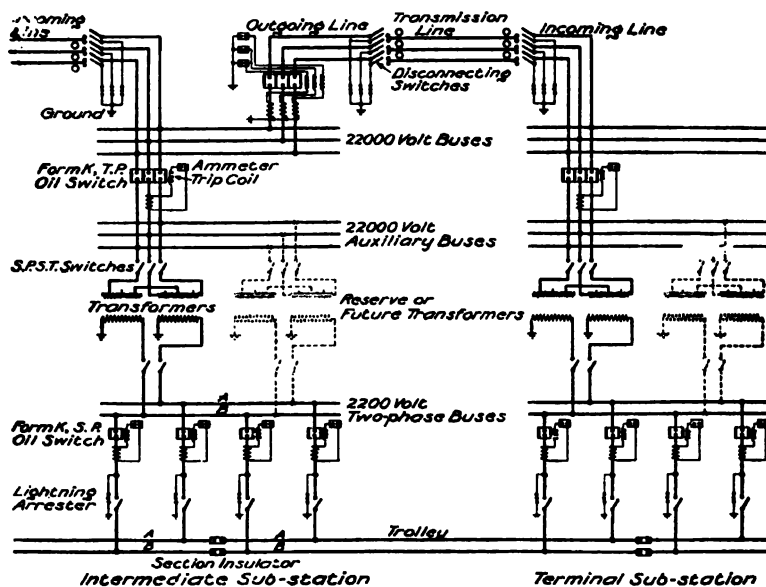 Incoming
Line
Outgoing Line
Transmission
Line
Incoming Line
Disconnecting
Switches
Ground
22000 Volt Buses
Form K, T.P.
Oil Switch
Ammeter
Trip Coil
22000 Volt
Auxiliary Buses
S.P.S.T. Switches
Transformers
Reserve or
Future Transformers
A
B
2200 Volt
Two-phase Buses
Form K, S.P.
Oil Switch
Lightning
Arrester
A
B
A
B
Trolley
Section Insulator
Intermediate Sub-station
Terminal Sub-station